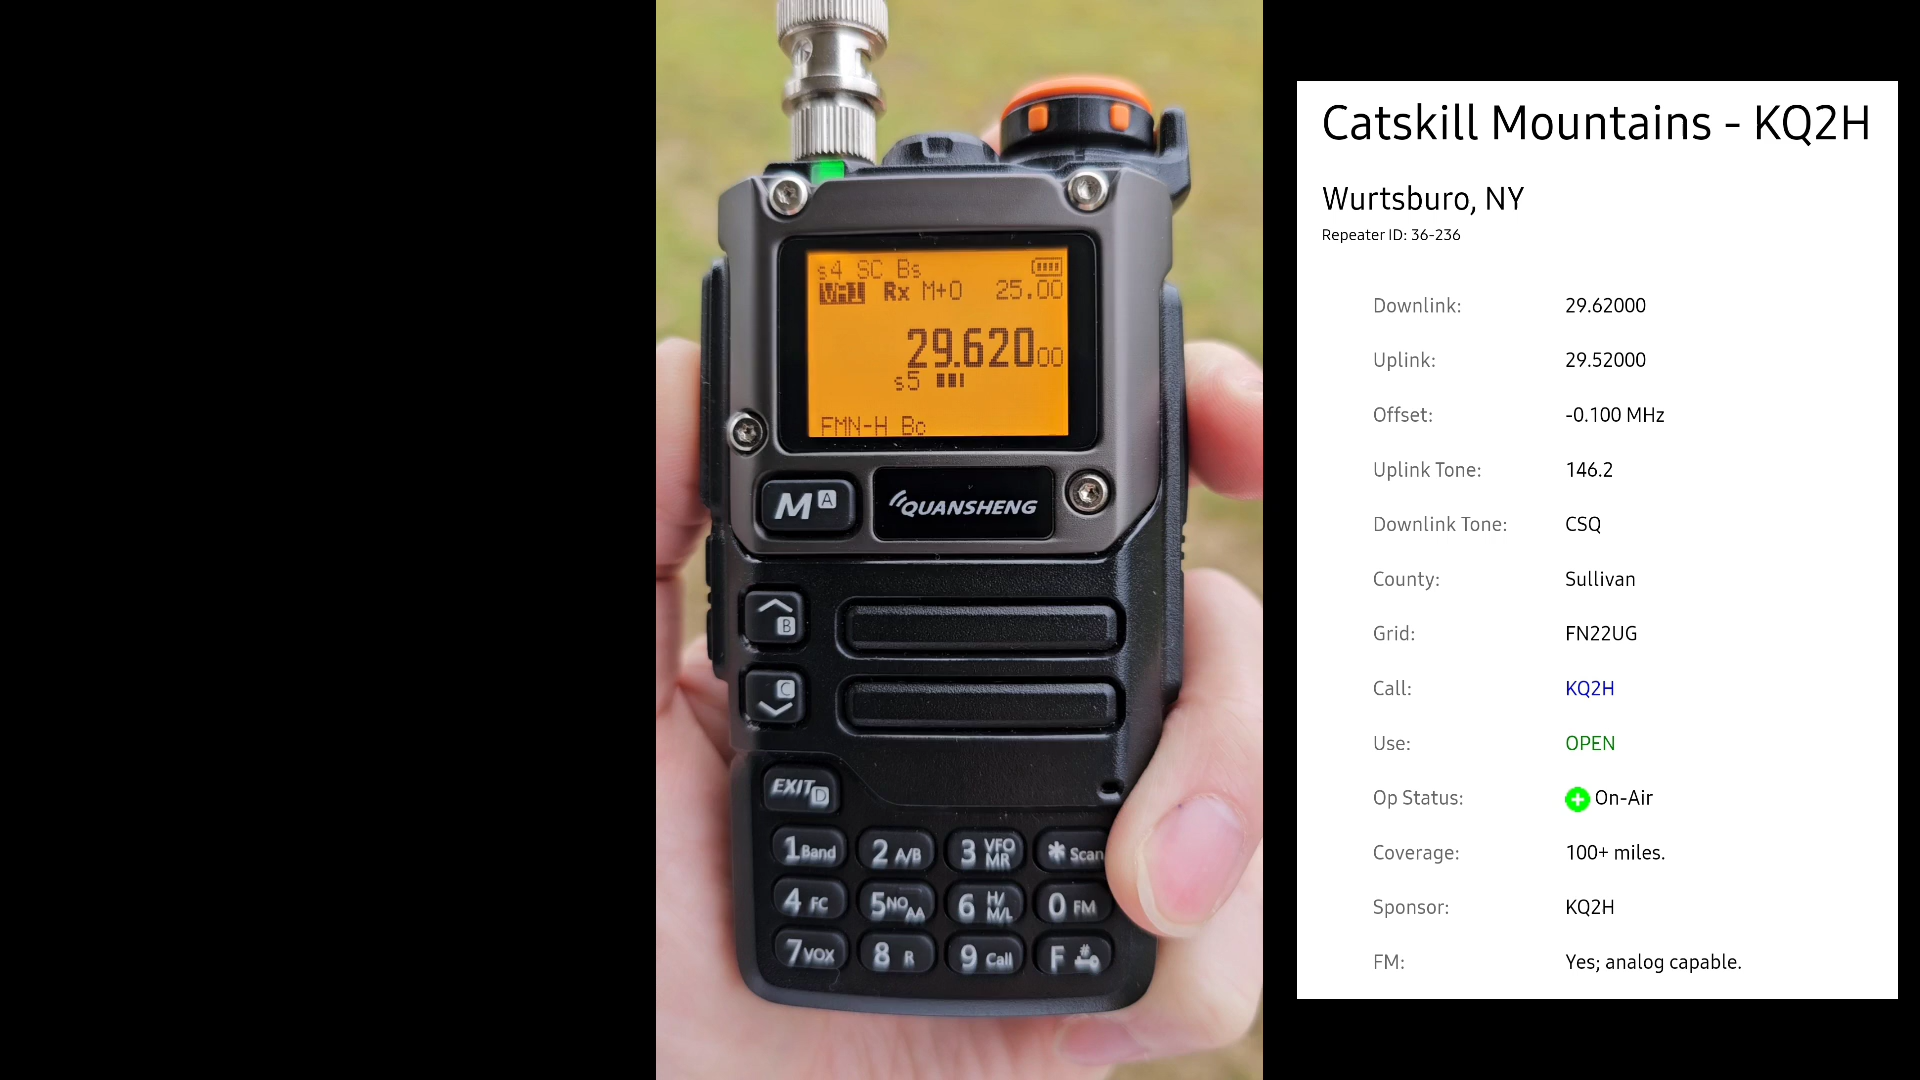 s4 SC Bs
Rx M+O 25.00
29.62000
s5
FMN-H Bc
M A
QUANSHENG
B
C
EXIT D
1 Band 2 A/B 3 VFO MR * Scan
4 FC 5 NOAA 6 H/M/L 0 FM
7 VOX 8 R 9 Call F #
Catskill Mountains - KQ2H
Wurtsburo, NY
Repeater ID: 36-236
Downlink: 29.62000
Uplink: 29.52000
Offset: -0.100 MHz
Uplink Tone: 146.2
Downlink Tone: CSQ
County: Sullivan
Grid: FN22UG
Call: KQ2H
Use: OPEN
Op Status: On-Air
Coverage: 100+ miles.
Sponsor: KQ2H
FM: Yes; analog capable.